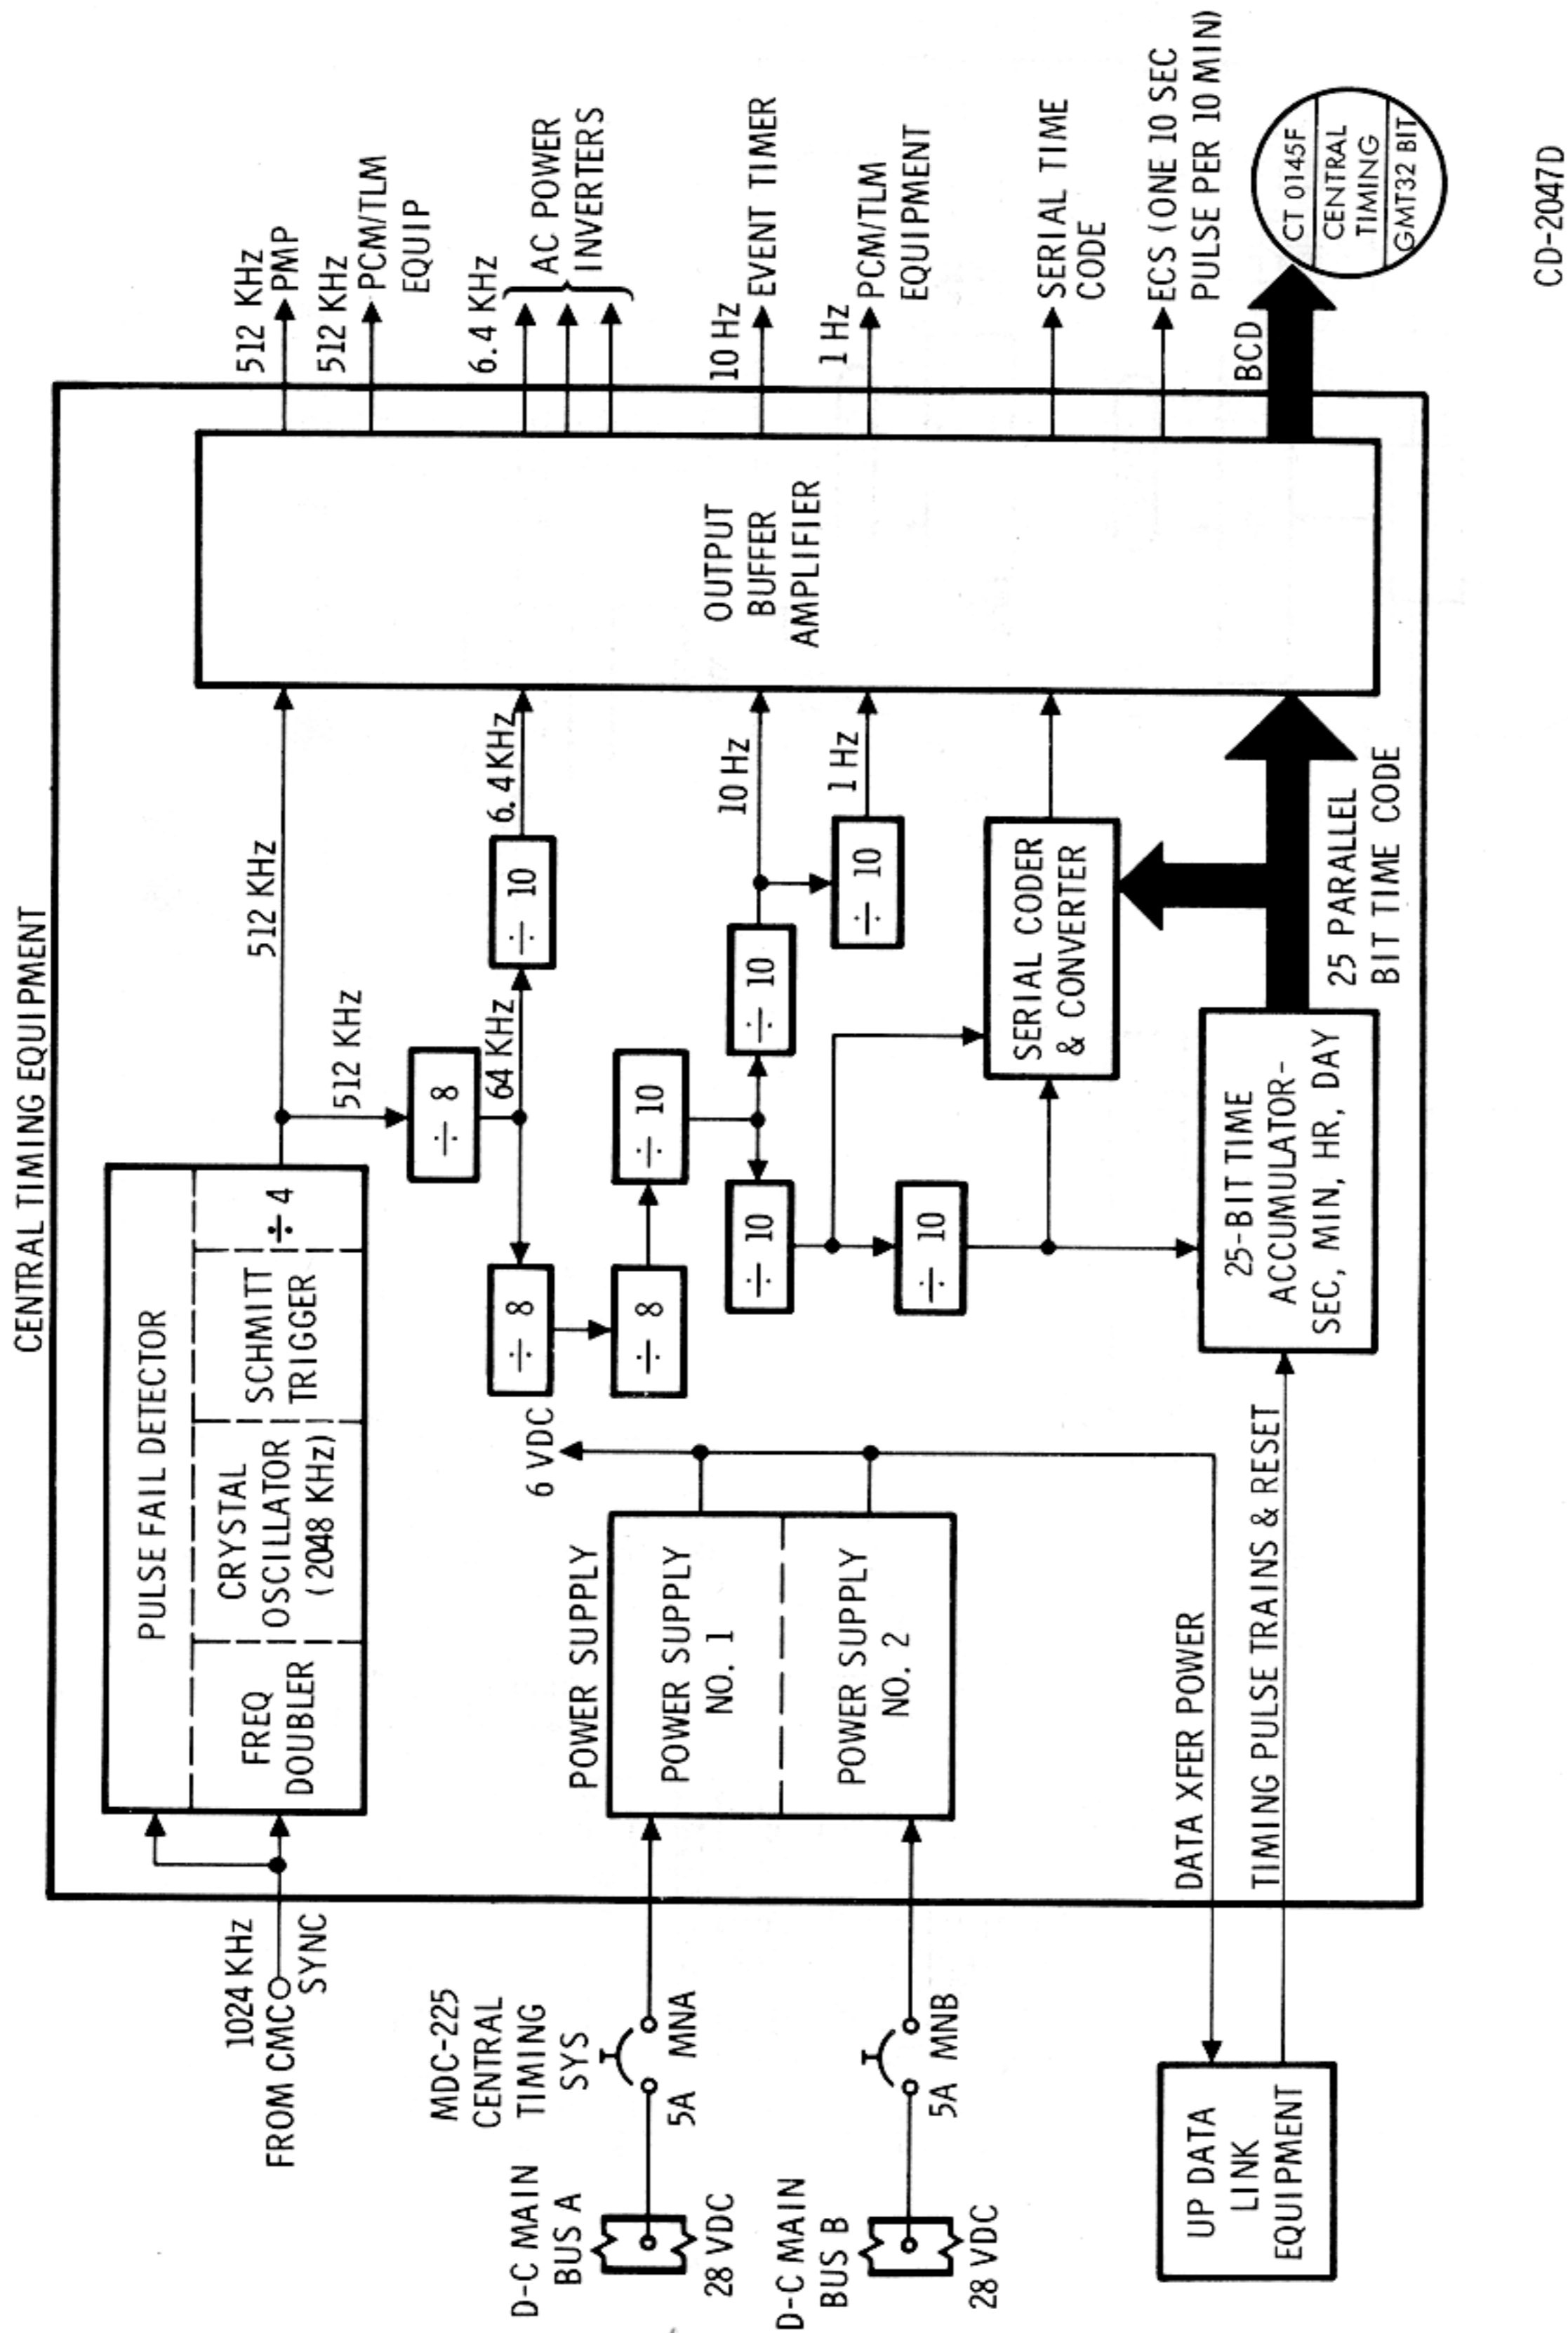 CENTRAL TIMING EQUIPMENT
1024 KHz
FROM CMC
SYNC
PULSE FAIL DETECTOR
FREQ
DOUBLER
CRYSTAL
OSCILLATOR
(2048 KHz)
SCHMITT
TRIGGER
÷ 4
512 KHz
512 KHz
÷ 8
64 KHz
÷ 10
6.4 KHz
÷ 8
÷ 8
÷ 10
÷ 10
10 Hz
÷ 10
1 Hz
÷ 10
÷ 10
SERIAL CODER
& CONVERTER
25-BIT TIME
ACCUMULATOR-
SEC, MIN, HR, DAY
25 PARALLEL
BIT TIME CODE
OUTPUT
BUFFER
AMPLIFIER
512 KHz
PMP
512 KHz
PCM/TLM
EQUIP
6.4 KHz
AC POWER
INVERTERS
10 Hz
EVENT TIMER
1 Hz
PCM/TLM
EQUIPMENT
SERIAL TIME
CODE
ECS (ONE 10 SEC
PULSE PER 10 MIN)
BCD
CT 0145F
CENTRAL
TIMING
GMT32 BIT
MDC-225
CENTRAL
TIMING
SYS
D-C MAIN
BUS A
28 VDC
5A MNA
D-C MAIN
BUS B
28 VDC
5A MNB
POWER SUPPLY
POWER SUPPLY
NO. 1
POWER SUPPLY
NO. 2
6 VDC
DATA XFER POWER
TIMING PULSE TRAINS & RESET
UP DATA
LINK
EQUIPMENT
CD-2047D